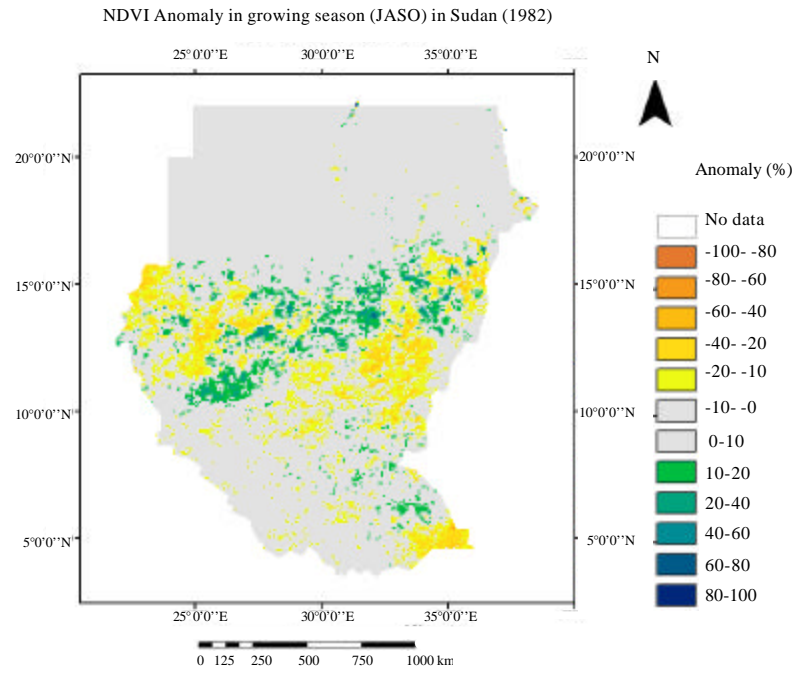 NDVI Anomaly in growing season (JASO) in Sudan (1982)
25°0'0"E 30°0'0"E 35°0'0"E
N
20°0'0''N 20°0'0''N
Anomaly (%)
No data
-100- -80
-80- -60
15°0'0''N 15°0'0''N
-60- -40
-40- -20
-20- -10
10°0'0''N 10°0'0''N
-10- -0
0-10
10-20
20-40
5°0'0''N 5°0'0''N
40-60
60-80
80-100
25°0'0"E 30°0'0"E 35°0'0"E
0 125 250 500 750 1000 km